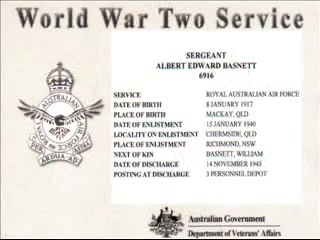 World War Two Service
SERGEANT
ALBERT EDWARD BASNETT
6916
SERVICE ROYAL AUSTRALIAN AIR FORCE
DATE OF BIRTH 8 JANUARY 1917
PLACE OF BIRTH MACKAY, QLD
DATE OF ENLISTMENT 15 JANUARY 1940
LOCALITY ON ENLISTMENT CHERMSIDE, QLD
PLACE OF ENLISTMENT RICHMOND, NSW
NEXT OF KIN BASNETT, WILLIAM
DATE OF DISCHARGE 14 NOVEMBER 1945
POSTING AT DISCHARGE 3 PERSONNEL DEPOT
AUSTRALIAN
AIR FORCE
PER ARDUA AD
Australian Government
Department of Veterans' Affairs